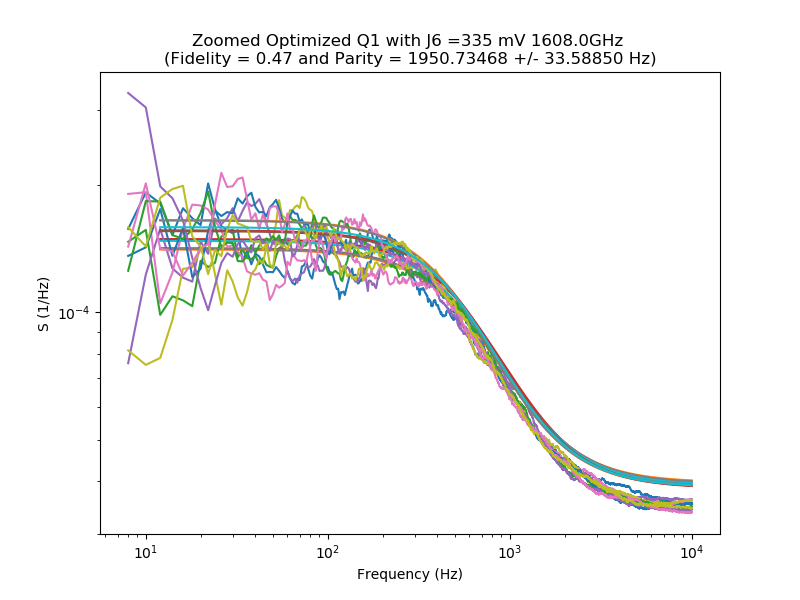 Zoomed Optimized Q1 with J6 =335 mV 1608.0GHz
(Fidelity = 0.47 and Parity = 1950.73468 +/- 33.58850 Hz)
S (1/Hz)
10⁻⁴
10¹ 10² 10³ 10⁴
Frequency (Hz)